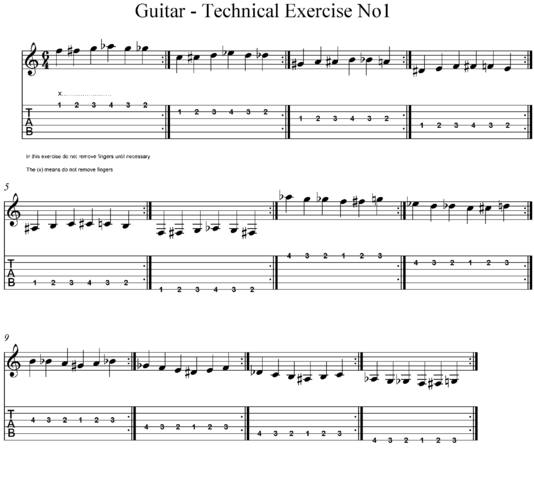 Guitar - Technical Exercise No1
6
4
x.......................
T 1 2 3 4 3 2 1 2 3 4 3 2 1 2 3 4 3 2 1 2 3 4 3 2
A
B
In this exercise do not remove fingers until necessary
The (x) means do not remove fingers
5
T 1 2 3 4 3 2 1 2 3 4 3 2 4 3 2 1 2 3 4 3 2 1 2 3
A
B
9
T 4 3 2 1 2 3 4 3 2 1 2 3 4 3 2 1 2 3 4 3 2 1 2 3
A
B